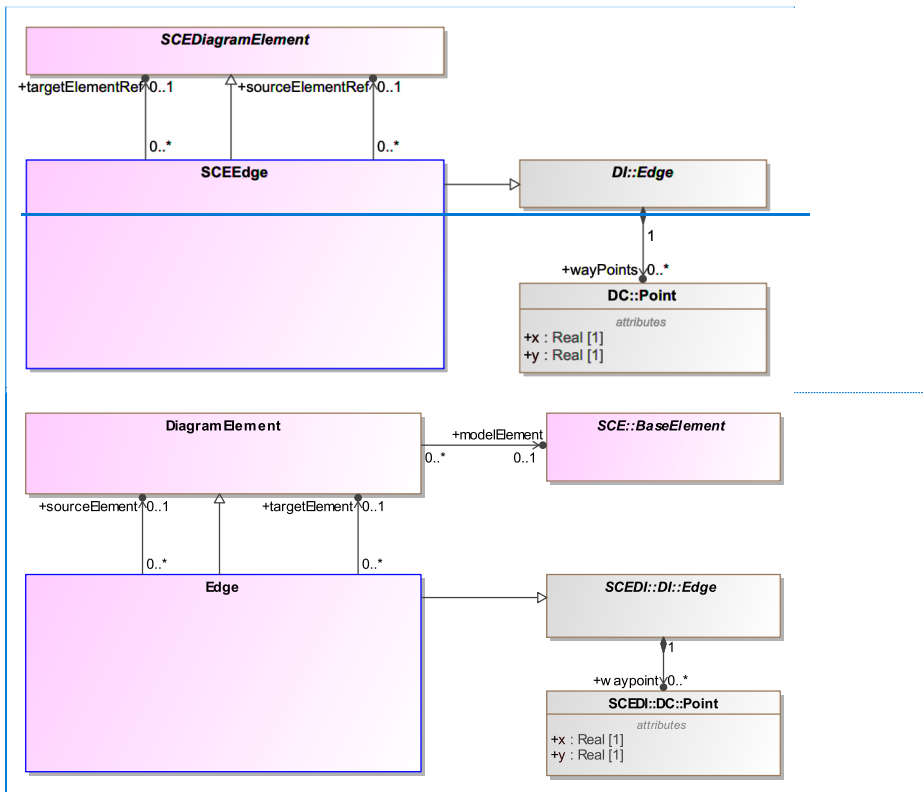 SCEDiagramElement
+targetElementRef 0..1 +sourceElementRef 0..1
0..* 0..*
SCEEdge
DI::Edge
1
+wayPoints 0..*
DC::Point
attributes
+x : Real [1]
+y : Real [1]
DiagramElement
SCE::BaseElement
+modelElement
0..* 0..1
+sourceElement 0..1 +targetElement 0..1
0..* 0..*
Edge
SCEDI::DI::Edge
1
+waypoint 0..*
SCEDI::DC::Point
attributes
+x : Real [1]
+y : Real [1]